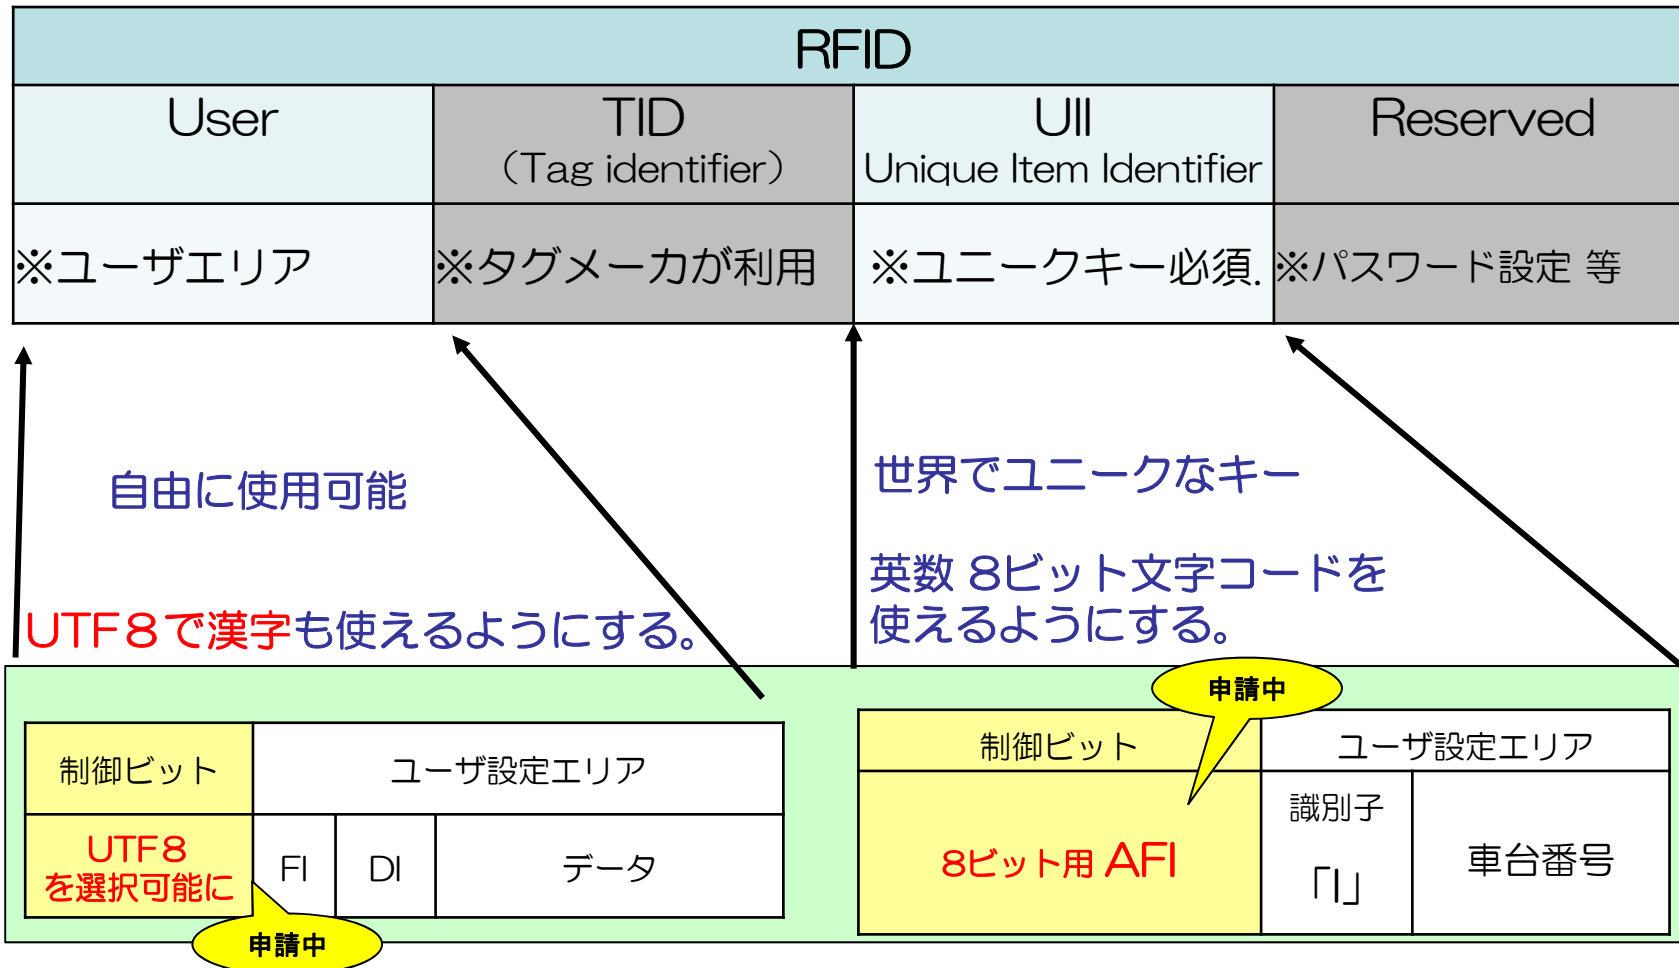 RFID
User
TID
（Tag identifier）
UII
Unique Item Identifier
Reserved
※ユーザエリア
※タグメーカが利用
※ユニークキー必須.
※パスワード設定 等
自由に使用可能
UTF8で漢字も使えるようにする。
世界でユニークなキー
英数 8ビット文字コードを
使えるようにする。
制御ビット
ユーザ設定エリア
UTF8
を選択可能に
FI
DI
データ
申請中
申請中
制御ビット
ユーザ設定エリア
8ビット用 AFI
識別子
「I」
車台番号